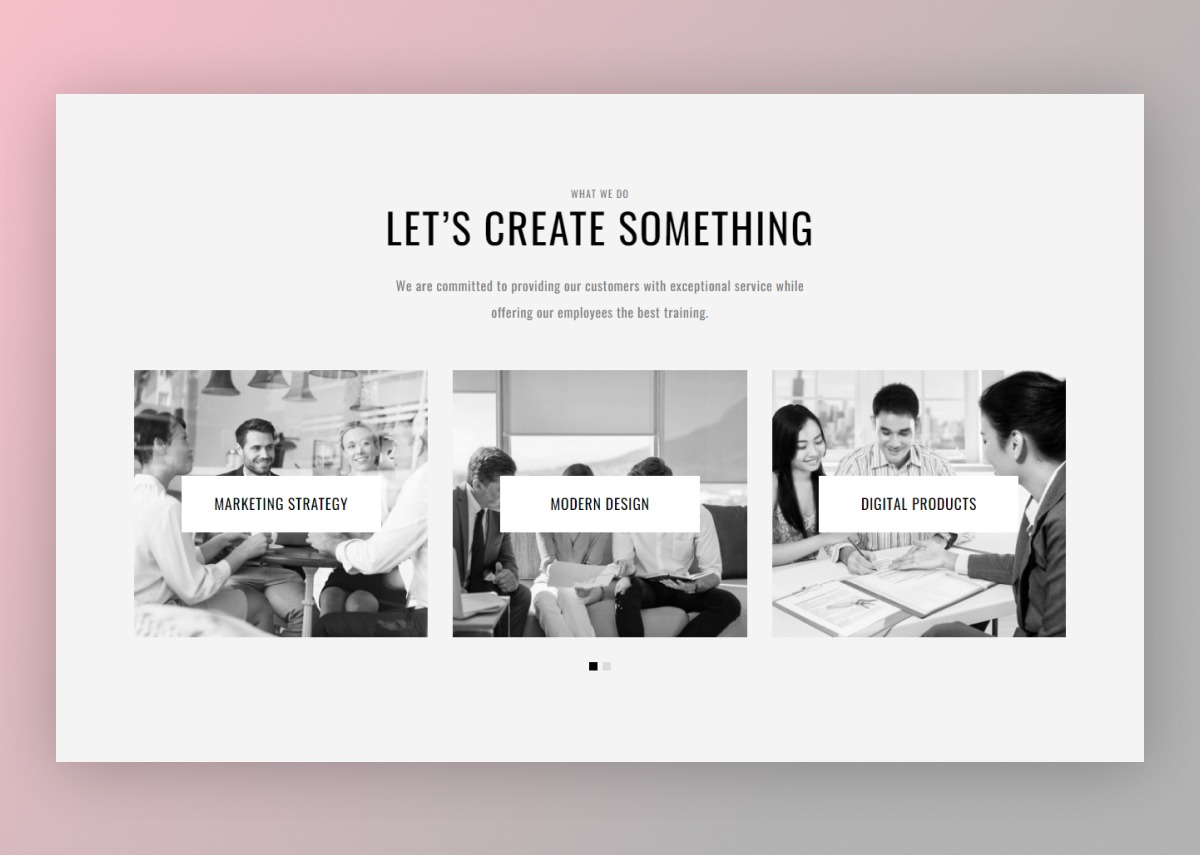 WHAT WE DO
LET’S CREATE SOMETHING
We are committed to providing our customers with exceptional service while
offering our employees the best training.
MARKETING STRATEGY
MODERN DESIGN
DIGITAL PRODUCTS